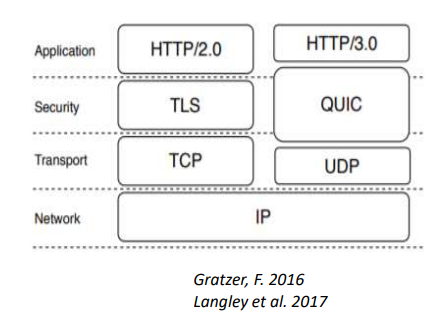 Application HTTP/2.0 HTTP/3.0
Security TLS QUIC
Transport TCP UDP
Network IP
Gratzer, F. 2016
Langley et al. 2017